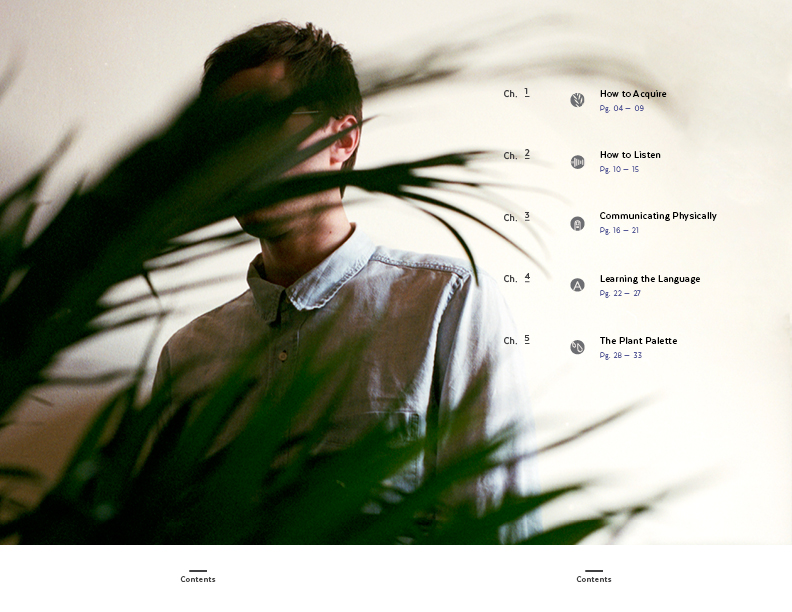 Ch. 1
How to Acquire
Pg. 04 — 09
Ch. 2
How to Listen
Pg. 10 — 15
Ch. 3
Communicating Physically
Pg. 16 — 21
Ch. 4
Learning the Language
Pg. 22 — 27
Ch. 5
The Plant Palette
Pg. 28 — 33
Contents
Contents